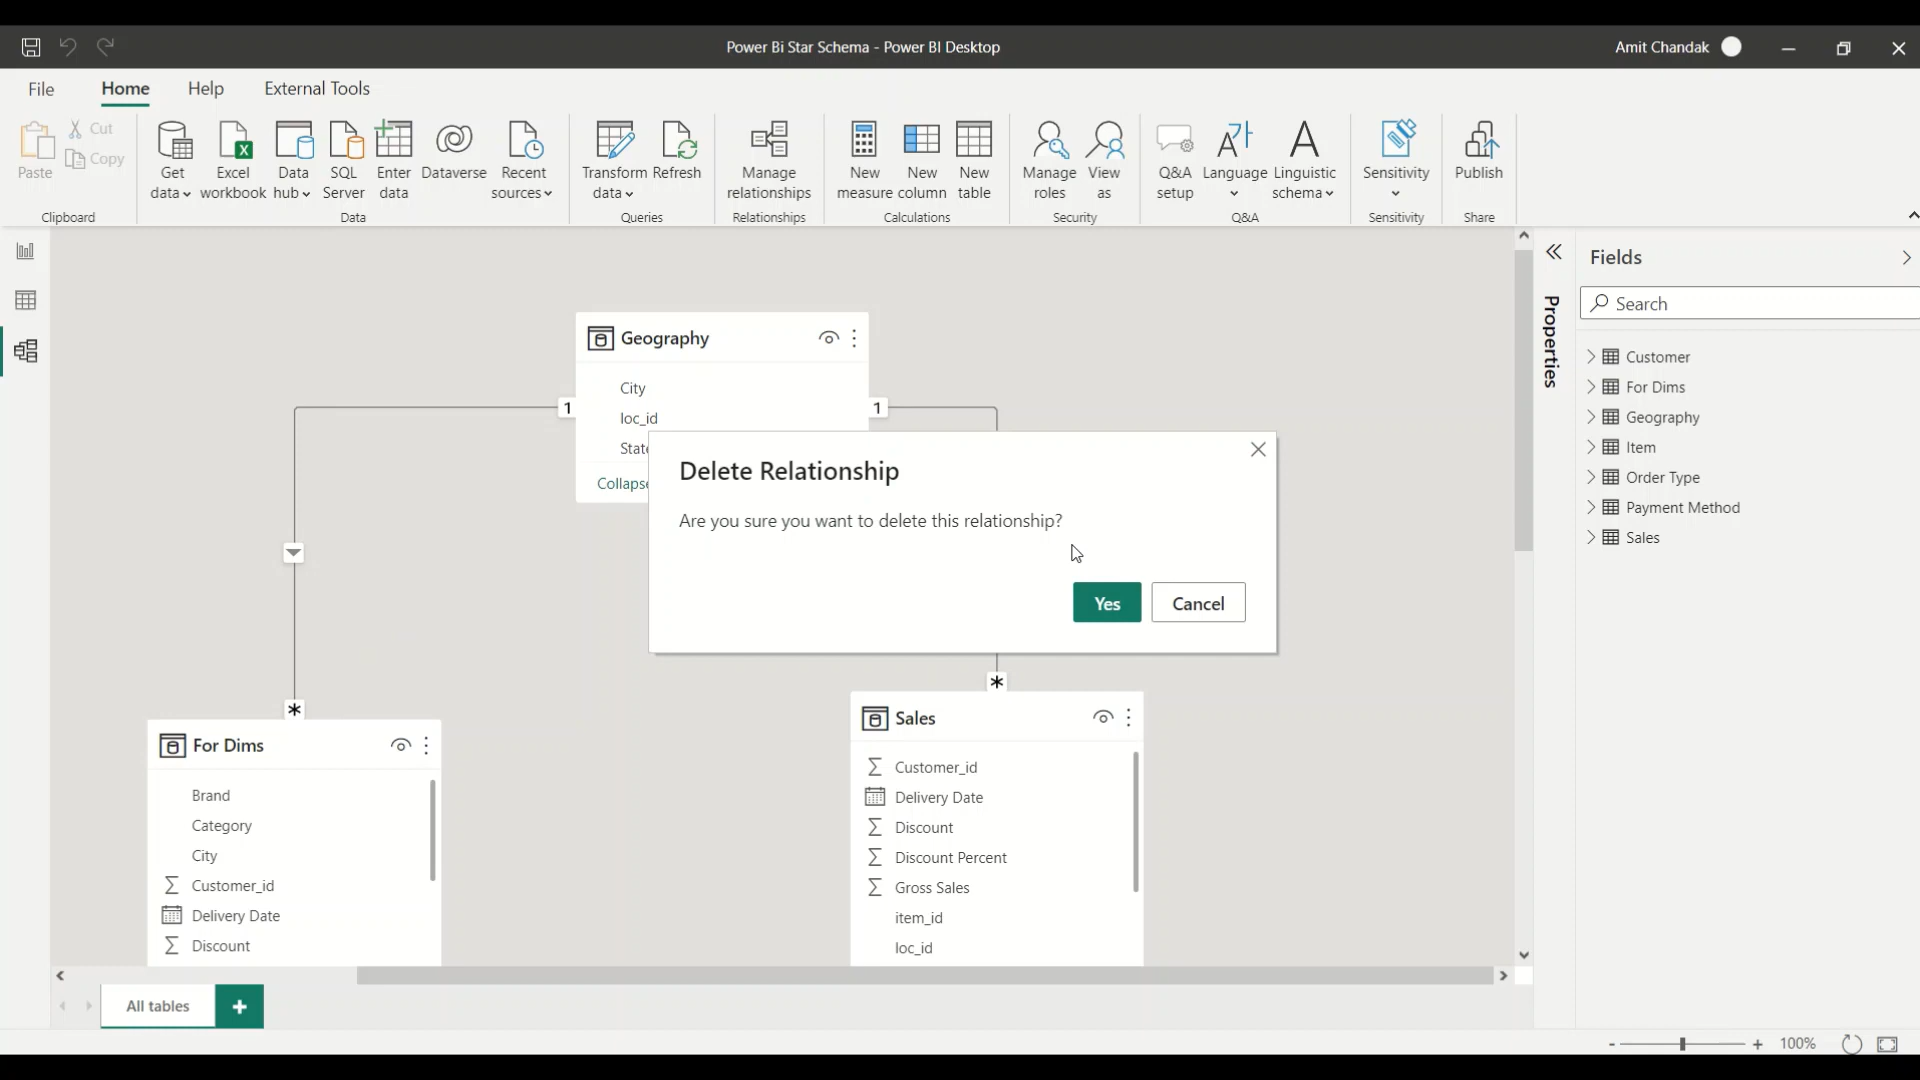 Power Bi Star Schema - Power BI Desktop
Amit Chandak
File
Home
Help
External Tools
Paste
Cut
Copy
Clipboard
Get data
Excel workbook
Data hub
SQL Server
Enter data
Dataverse
Recent sources
Data
Transform data
Refresh
Queries
Manage relationships
Relationships
New measure
New column
New table
Calculations
Manage roles
View as
Security
Q&A setup
Language
Linguistic schema
Q&A
Sensitivity
Sensitivity
Publish
Share
Geography
City
loc_id
State
Collapse
1
1
Delete Relationship
Are you sure you want to delete this relationship?
Yes
Cancel
*
*
For Dims
Brand
Category
City
Customer_id
Delivery Date
Discount
Sales
Customer_id
Delivery Date
Discount
Discount Percent
Gross Sales
item_id
loc_id
Properties
Fields
Search
Customer
For Dims
Geography
Item
Order Type
Payment Method
Sales
All tables
+
- + 100%